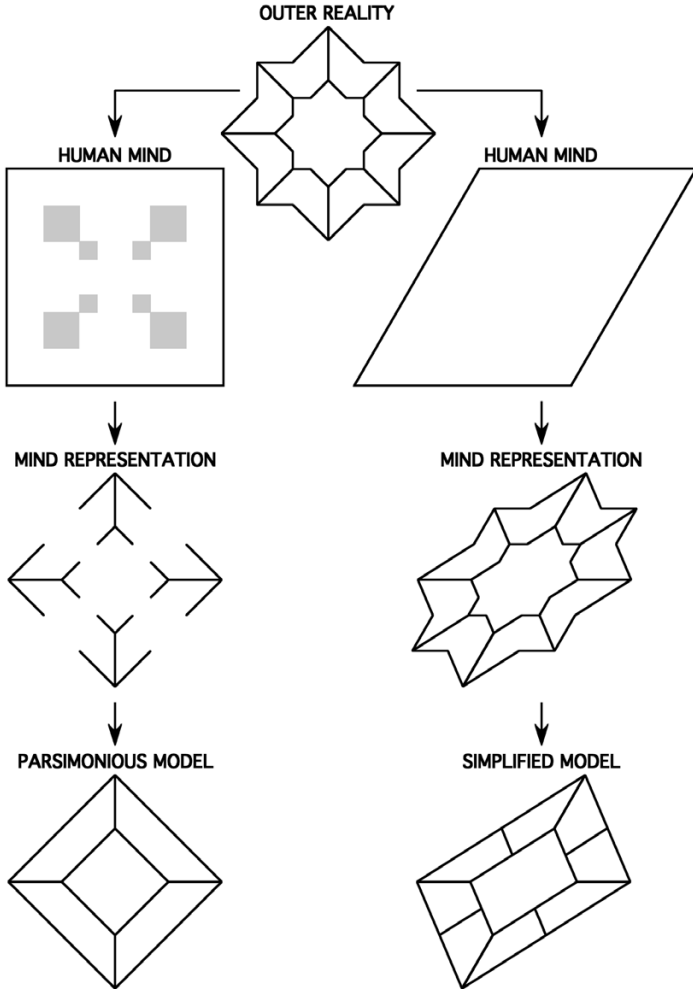 OUTER REALITY
HUMAN MIND
HUMAN MIND
MIND REPRESENTATION
MIND REPRESENTATION
PARSIMONIOUS MODEL
SIMPLIFIED MODEL